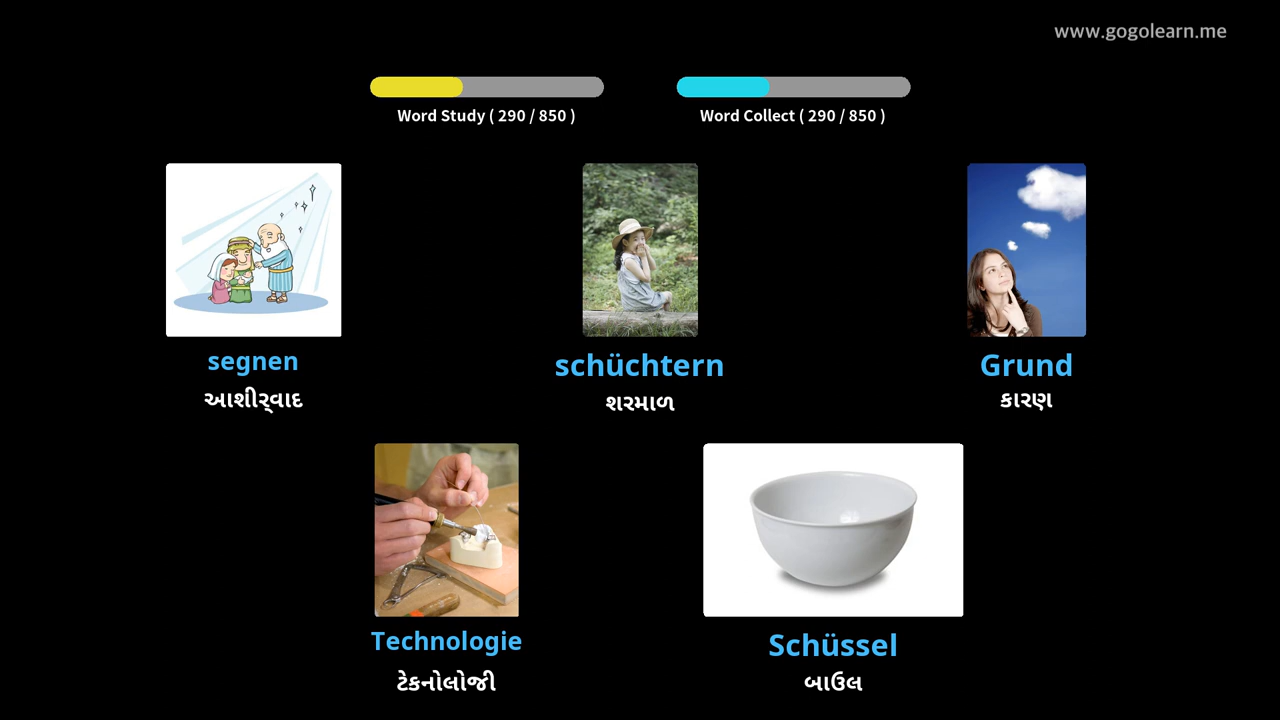 www.gogolearn.me
Word Study ( 290 / 850 )
Word Collect ( 290 / 850 )
segnen
આશીર્વાદ
schüchtern
શરમાળ
Grund
કારણ
Technologie
ટેકનોલોજી
Schüssel
બાઉલ